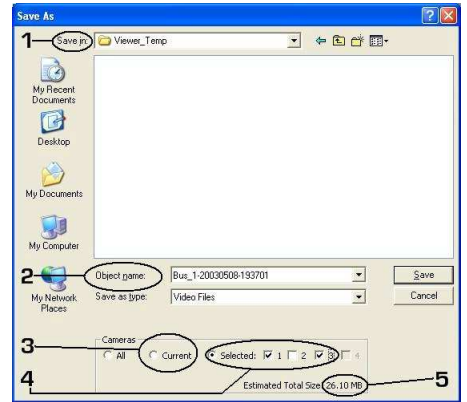 Save As
1 Save in: Viewer_Temp
My Recent Documents
Desktop
My Documents
My Computer
My Network Places
2 Object name: Bus_1-20030508-193701 Save
Save as type: Video Files Cancel
3 Cameras
All Current Selected: 1 2 3 4
4 Estimated Total Size: 26.10 MB 5